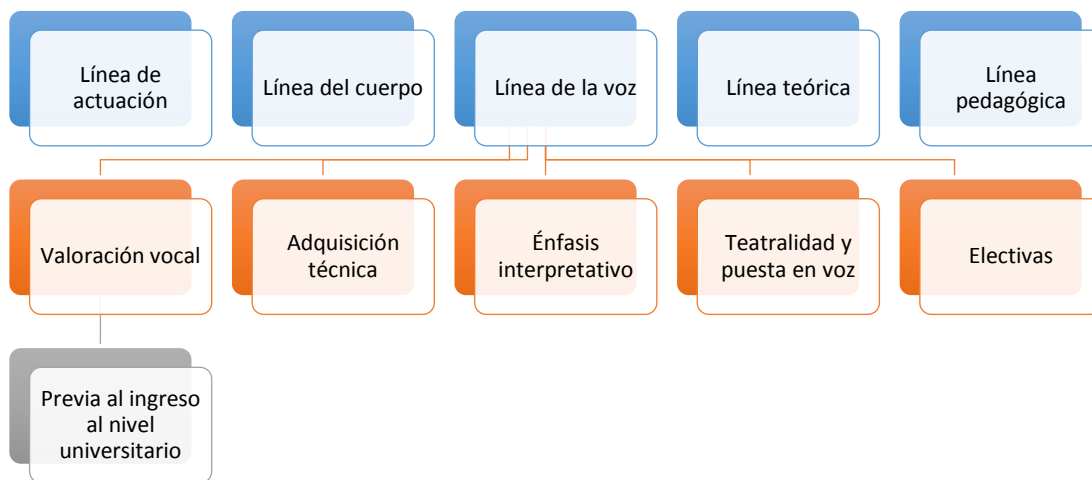 Línea de
actuación
Línea del cuerpo
Línea de la voz
Línea teórica
Línea
pedagógica
Valoración vocal
Adquisición
técnica
Énfasis
interpretativo
Teatralidad y
puesta en voz
Electivas
Previa al ingreso
al nivel
universitario